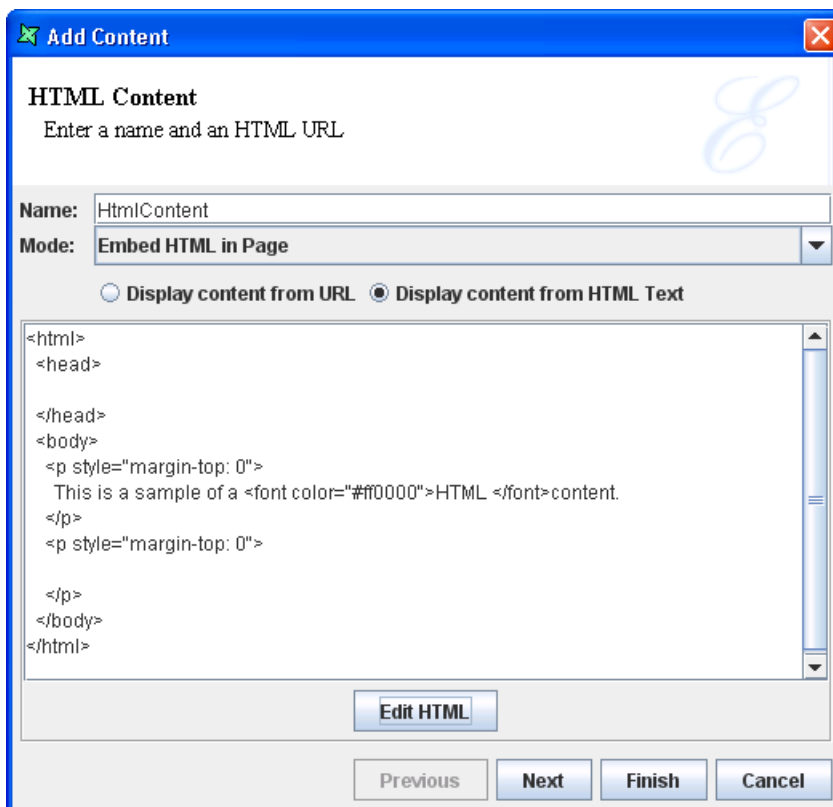 Add Content
HTML Content
Enter a name and an HTML URL
Name: HtmlContent
Mode: Embed HTML in Page
Display content from URL Display content from HTML Text
<html>
<head>
</head>
<body>
<p style="margin-top: 0">
This is a sample of a <font color="#ff0000">HTML </font>content.
</p>
<p style="margin-top: 0">
</p>
</body>
</html>
Edit HTML
Previous Next Finish Cancel